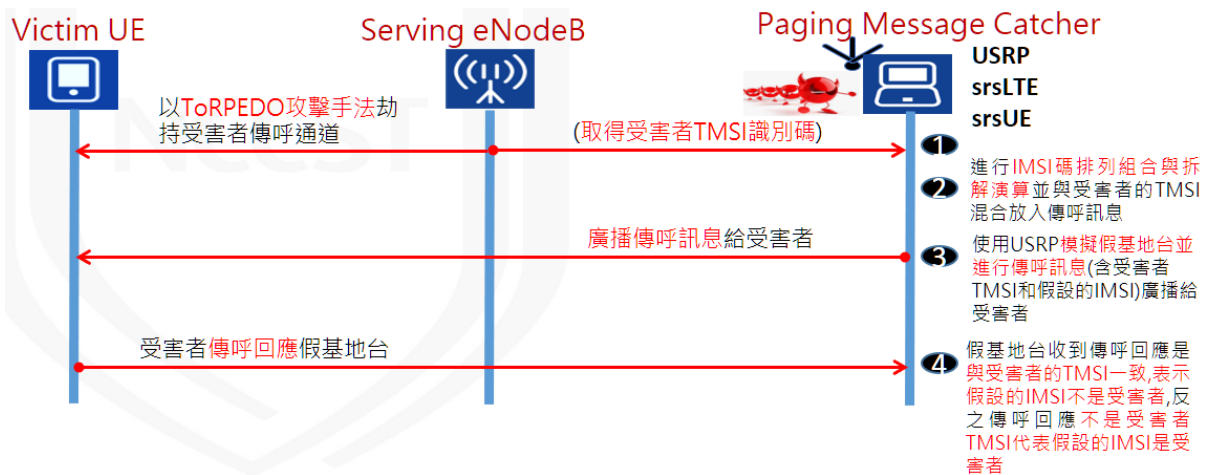 Victim UE
Serving eNodeB
Paging Message Catcher
USRP
srsLTE
srsUE
以ToRPEDO攻擊手法劫
持受害者傳呼通道
(取得受害者TMSI識別碼)
1
2
進行IMSI碼排列組合與拆
解演算並與受害者的TMSI
混合放入傳呼訊息
廣播傳呼訊息給受害者
3
使用USRP模擬假基地台並
進行傳呼訊息(含受害者
TMSI和假設的IMSI)廣播給
受害者
受害者傳呼回應假基地台
4
假基地台收到傳呼回應是
與受害者的TMSI一致,表示
假設的IMSI不是受害者,反
之傳呼回應不是受害者
TMSI代表假設的IMSI是受
害者
NCCST